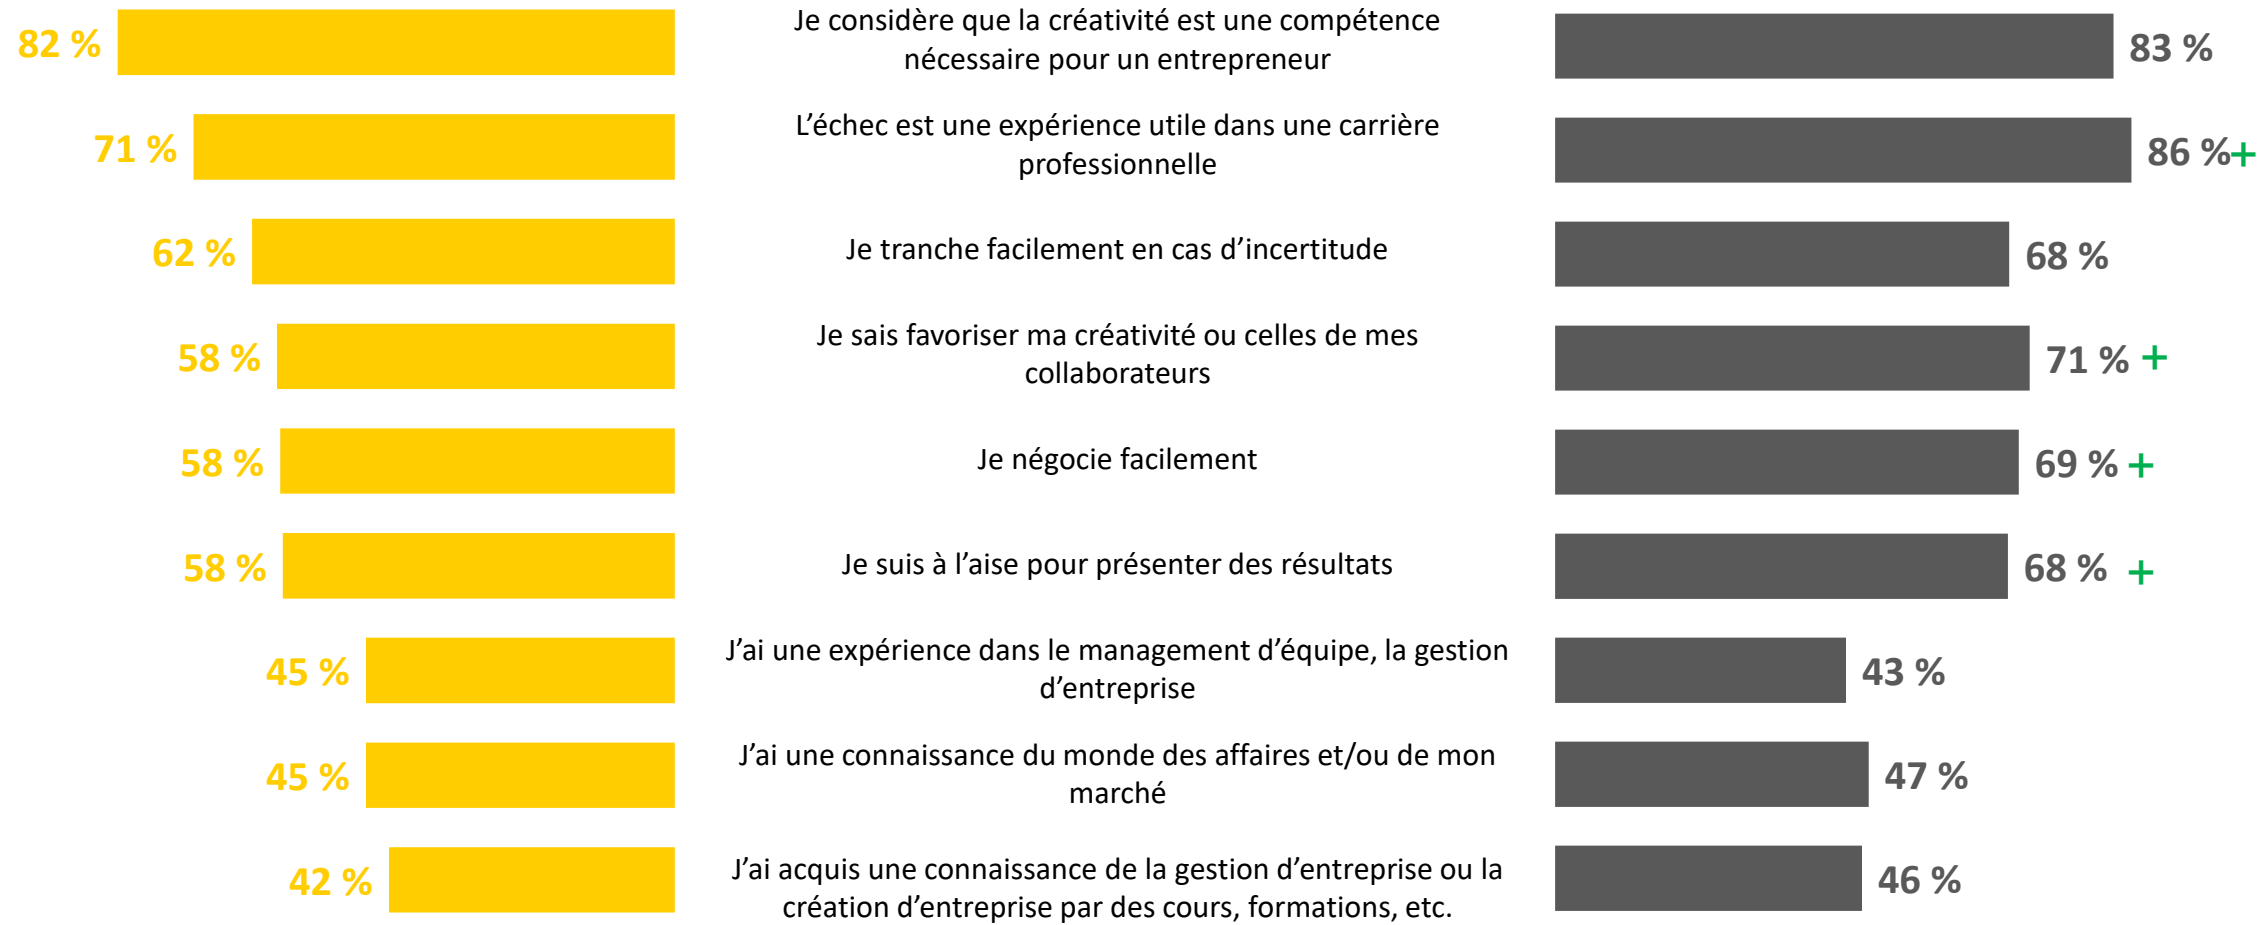 82 %
Je considère que la créativité est une compétence
nécessaire pour un entrepreneur
83 %
71 %
L’échec est une expérience utile dans une carrière
professionnelle
86 %+
62 %
Je tranche facilement en cas d’incertitude
68 %
58 %
Je sais favoriser ma créativité ou celles de mes
collaborateurs
71 % +
58 %
Je négocie facilement
69 % +
58 %
Je suis à l’aise pour présenter des résultats
68 % +
45 %
J’ai une expérience dans le management d’équipe, la gestion
d’entreprise
43 %
45 %
J’ai une connaissance du monde des affaires et/ou de mon
marché
47 %
42 %
J’ai acquis une connaissance de la gestion d’entreprise ou la
création d’entreprise par des cours, formations, etc.
46 %